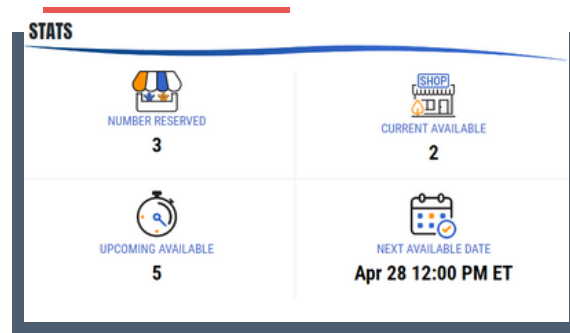 STATS
NUMBER RESERVED
3
SHOP
CURRENT AVAILABLE
2
UPCOMING AVAILABLE
5
NEXT AVAILABLE DATE
Apr 28 12:00 PM ET